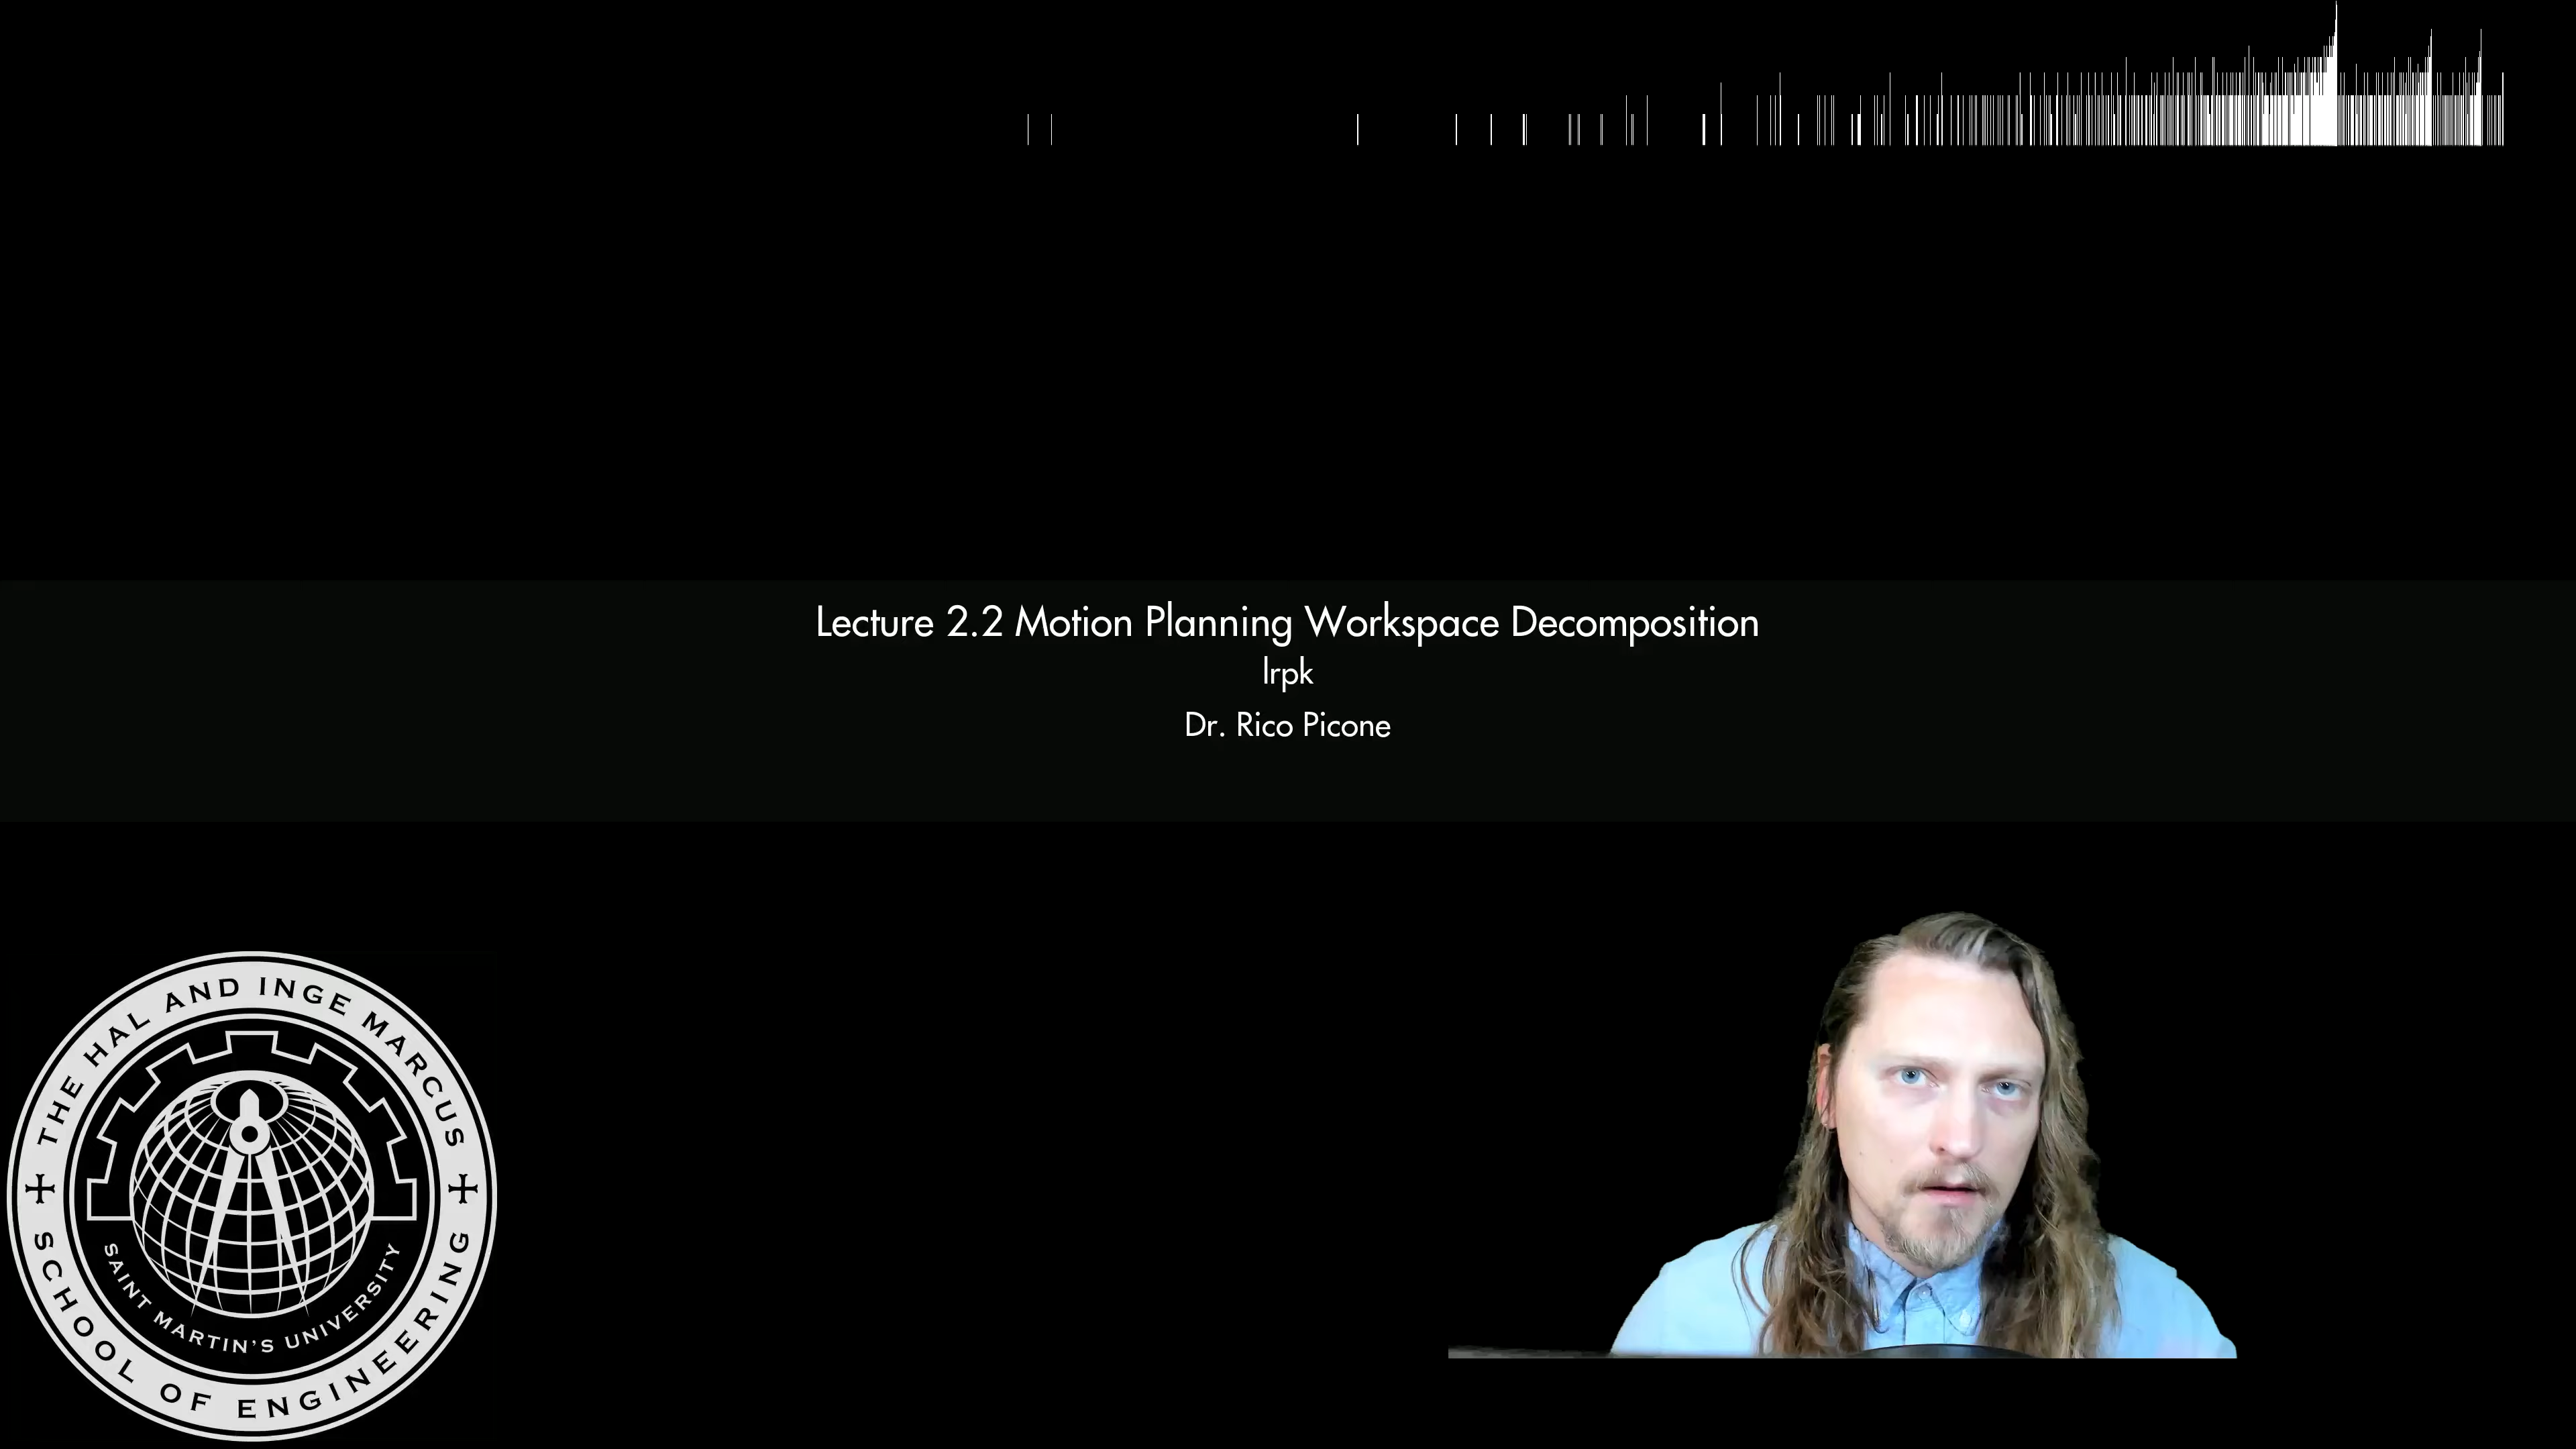 Lecture 2.2 Motion Planning Workspace Decomposition
lrpk
Dr. Rico Picone
THE HAL AND INGE MARCUS
SCHOOL OF ENGINEERING
SAINT MARTIN'S UNIVERSITY